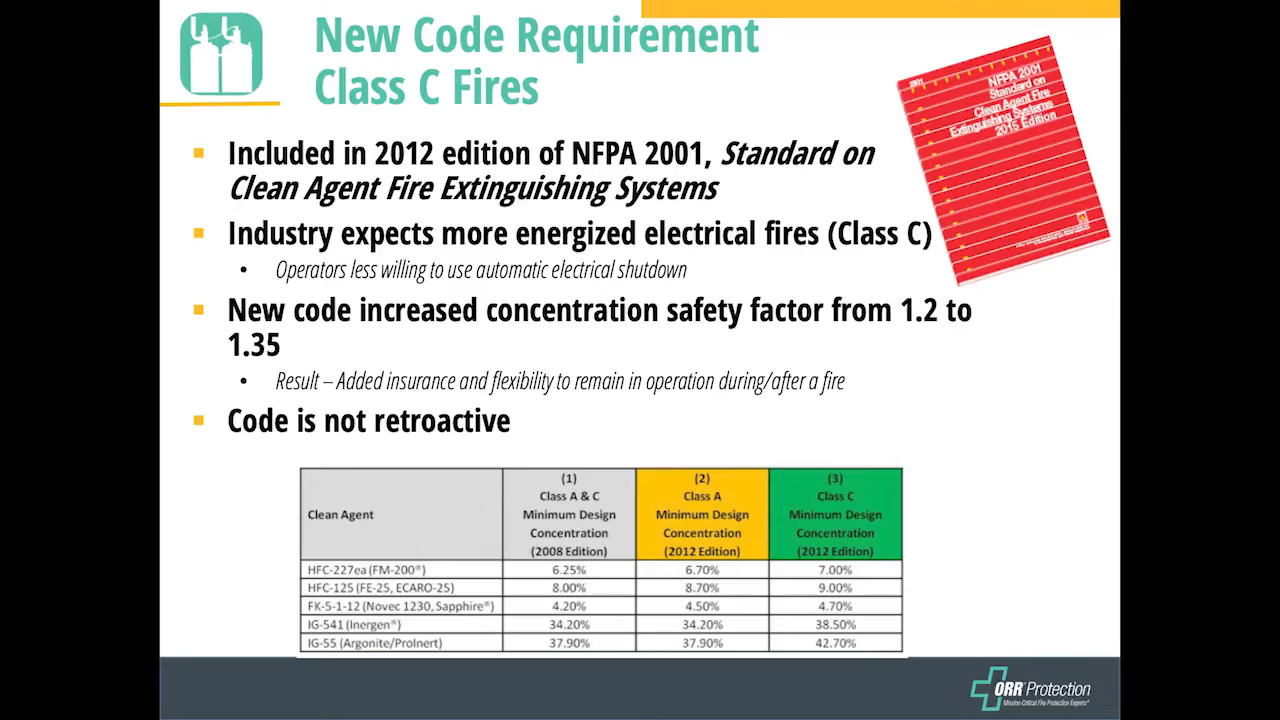 New Code Requirement
Class C Fires
2001
NFPA 2001
Standard on
Clean Agent Fire
Extinguishing Systems
2015 Edition
Included in 2012 edition of NFPA 2001, Standard on
Clean Agent Fire Extinguishing Systems
Industry expects more energized electrical fires (Class C)
Operators less willing to use automatic electrical shutdown
New code increased concentration safety factor from 1.2 to
1.35
Result – Added insurance and flexibility to remain in operation during/after a fire
Code is not retroactive
Clean Agent
(1)
Class A & C
Minimum Design
Concentration
(2008 Edition)
(2)
Class A
Minimum Design
Concentration
(2012 Edition)
(3)
Class C
Minimum Design
Concentration
(2012 Edition)
HFC-227ea (FM-200®) 6.25% 6.70% 7.00%
HFC-125 (FE-25, ECARO-25) 8.00% 8.70% 9.00%
FK-5-1-12 (Novec 1230, Sapphire®) 4.20% 4.50% 4.70%
IG-541 (Inergen®) 34.20% 34.20% 38.50%
IG-55 (Argonite/ProInert) 37.90% 37.90% 42.70%
ORR Protection
Mission Critical Fire Protection Experts®